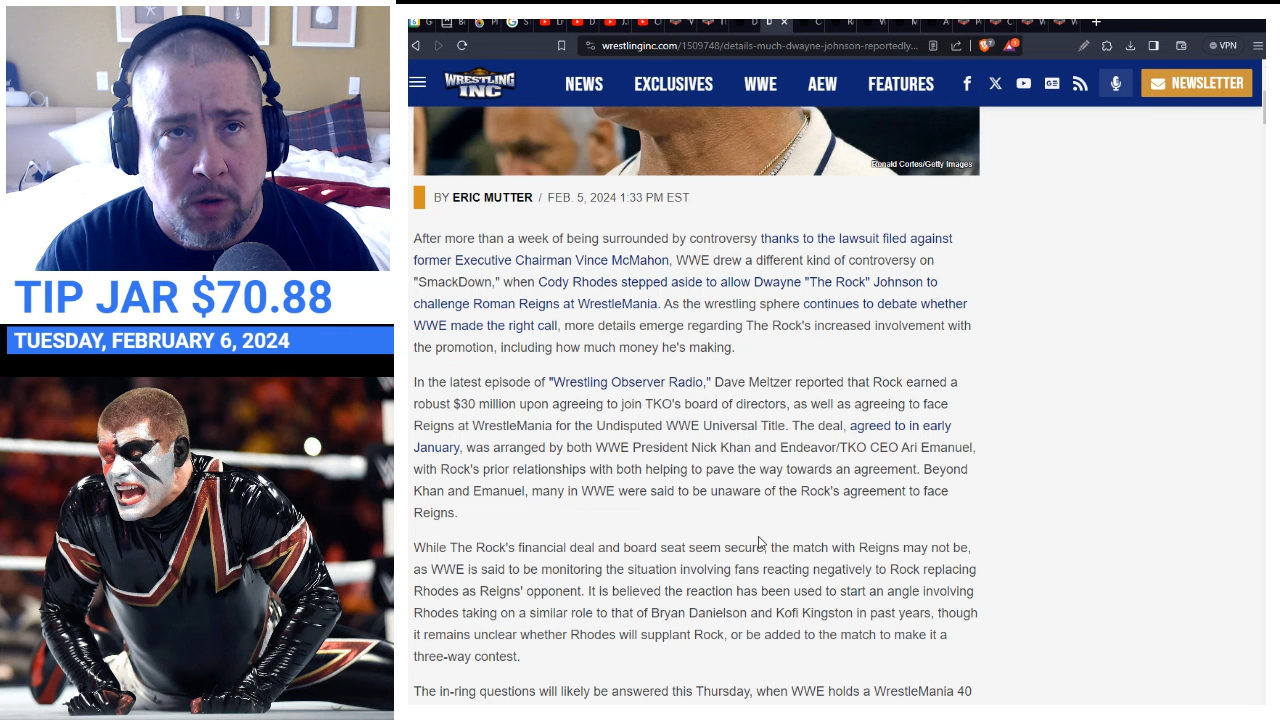 TIP JAR $70.88
TUESDAY, FEBRUARY 6, 2024
wrestlinginc.com/1509748/details-much-dwayne-johnson-reportedly...
VPN
WRESTLING INC
NEWS
EXCLUSIVES
WWE
AEW
FEATURES
NEWSLETTER
Ronald Cortes/Getty Images
BY ERIC MUTTER / FEB. 5, 2024 1:33 PM EST
After more than a week of being surrounded by controversy thanks to the lawsuit filed against
former Executive Chairman Vince McMahon, WWE drew a different kind of controversy on
"SmackDown," when Cody Rhodes stepped aside to allow Dwayne "The Rock" Johnson to
challenge Roman Reigns at WrestleMania. As the wrestling sphere continues to debate whether
WWE made the right call, more details emerge regarding The Rock's increased involvement with
the promotion, including how much money he's making.
In the latest episode of "Wrestling Observer Radio," Dave Meltzer reported that Rock earned a
robust $30 million upon agreeing to join TKO's board of directors, as well as agreeing to face
Reigns at WrestleMania for the Undisputed WWE Universal Title. The deal, agreed to in early
January, was arranged by both WWE President Nick Khan and Endeavor/TKO CEO Ari Emanuel,
with Rock's prior relationships with both helping to pave the way towards an agreement. Beyond
Khan and Emanuel, many in WWE were said to be unaware of the Rock's agreement to face
Reigns.
While The Rock's financial deal and board seat seem secure, the match with Reigns may not be,
as WWE is said to be monitoring the situation involving fans reacting negatively to Rock replacing
Rhodes as Reigns' opponent. It is believed the reaction has been used to start an angle involving
Rhodes taking on a similar role to that of Bryan Danielson and Kofi Kingston in past years, though
it remains unclear whether Rhodes will supplant Rock, or be added to the match to make it a
three-way contest.
The in-ring questions will likely be answered this Thursday, when WWE holds a WrestleMania 40